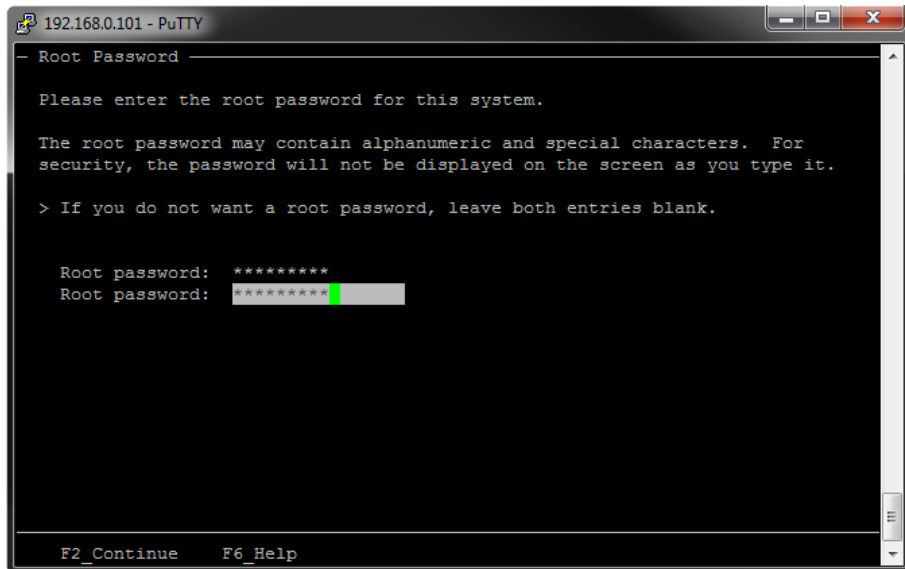 192.168.0.101 - PuTTY
Root Password
Please enter the root password for this system.
The root password may contain alphanumeric and special characters.  For
security, the password will not be displayed on the screen as you type it.
> If you do not want a root password, leave both entries blank.
Root password:  *********
Root password:  *********
F2_Continue    F6_Help